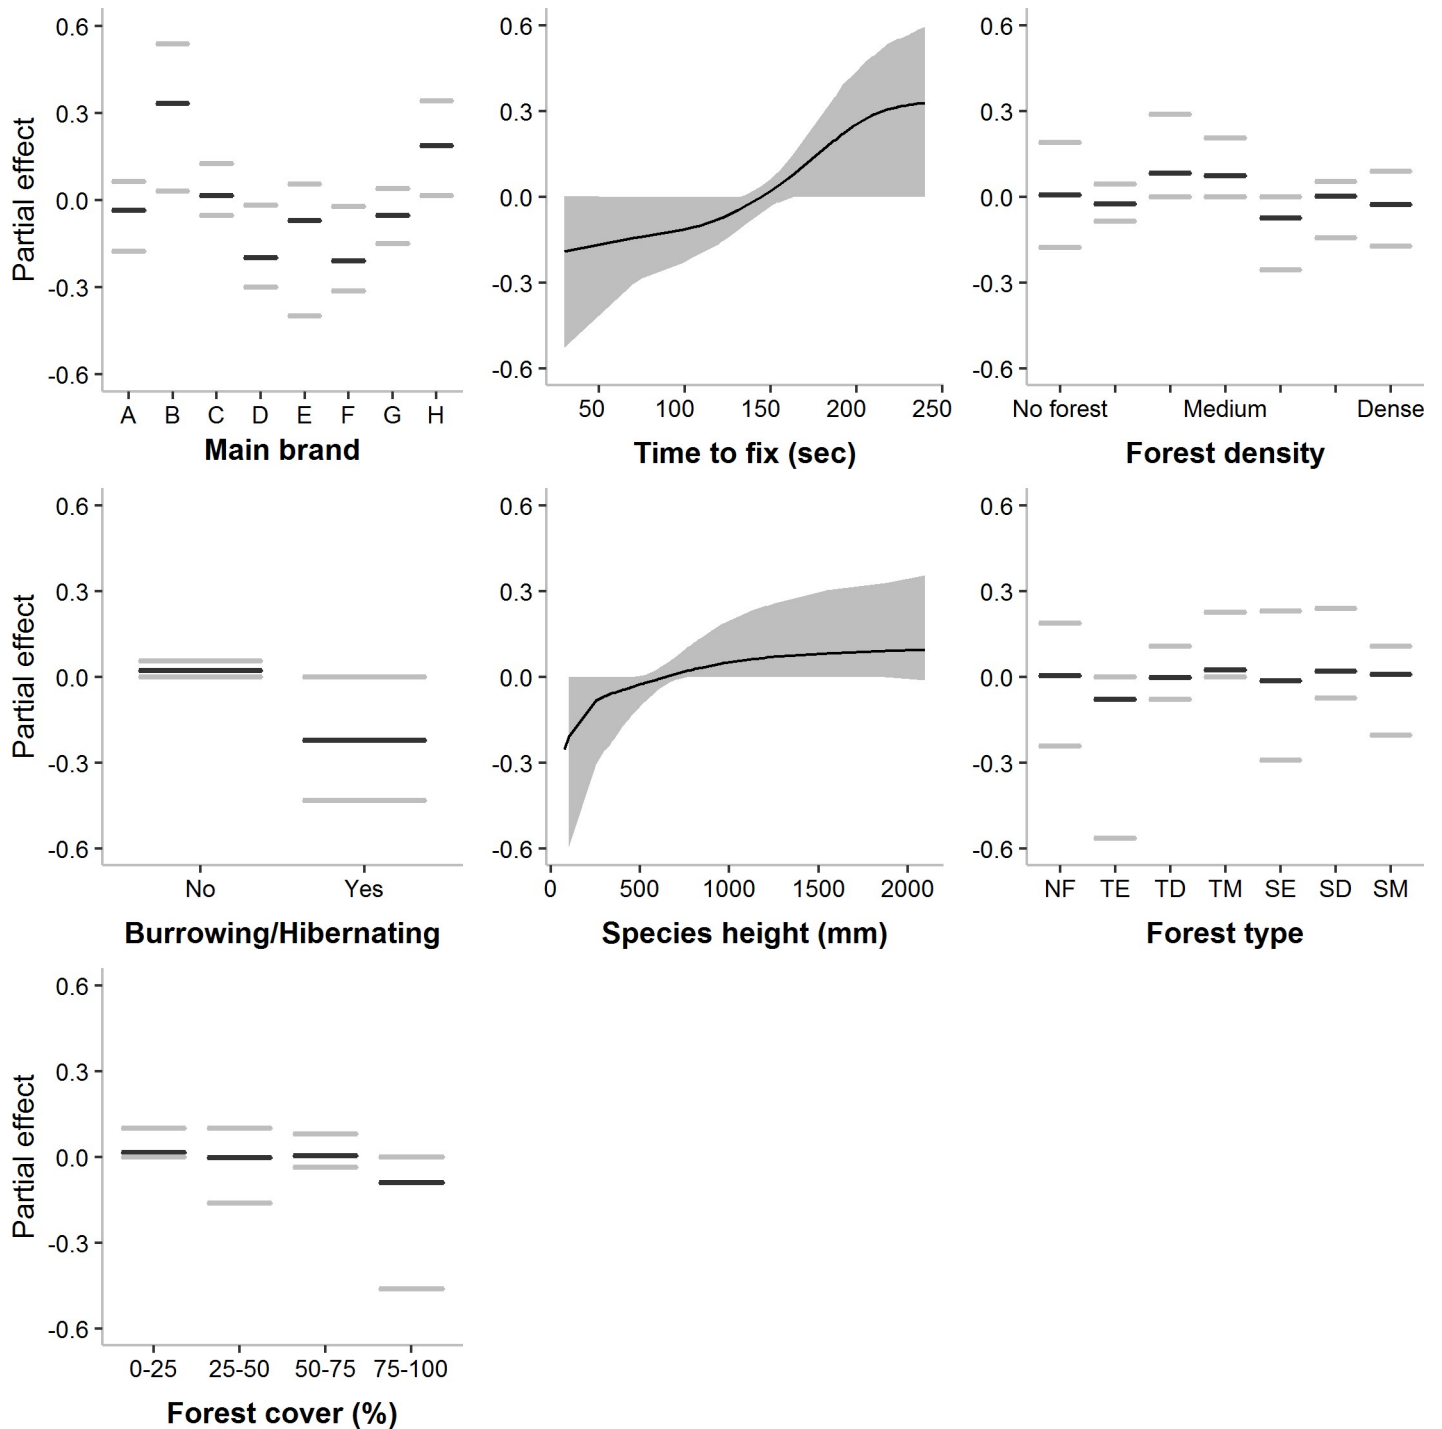 0.6
0.3
0.0
-0.3
-0.6
Partial effect
A B C D E F G H
Main brand
0.6
0.3
0.0
-0.3
-0.6
50 100 150 200 250
Time to fix (sec)
0.6
0.3
0.0
-0.3
-0.6
No forest Medium Dense
Forest density
0.6
0.3
0.0
-0.3
-0.6
Partial effect
No Yes
Burrowing/Hibernating
0.6
0.3
0.0
-0.3
-0.6
0 500 1000 1500 2000
Species height (mm)
0.6
0.3
0.0
-0.3
-0.6
NF TE TD TM SE SD SM
Forest type
0.6
0.3
0.0
-0.3
-0.6
Partial effect
0-25 25-50 50-75 75-100
Forest cover (%)